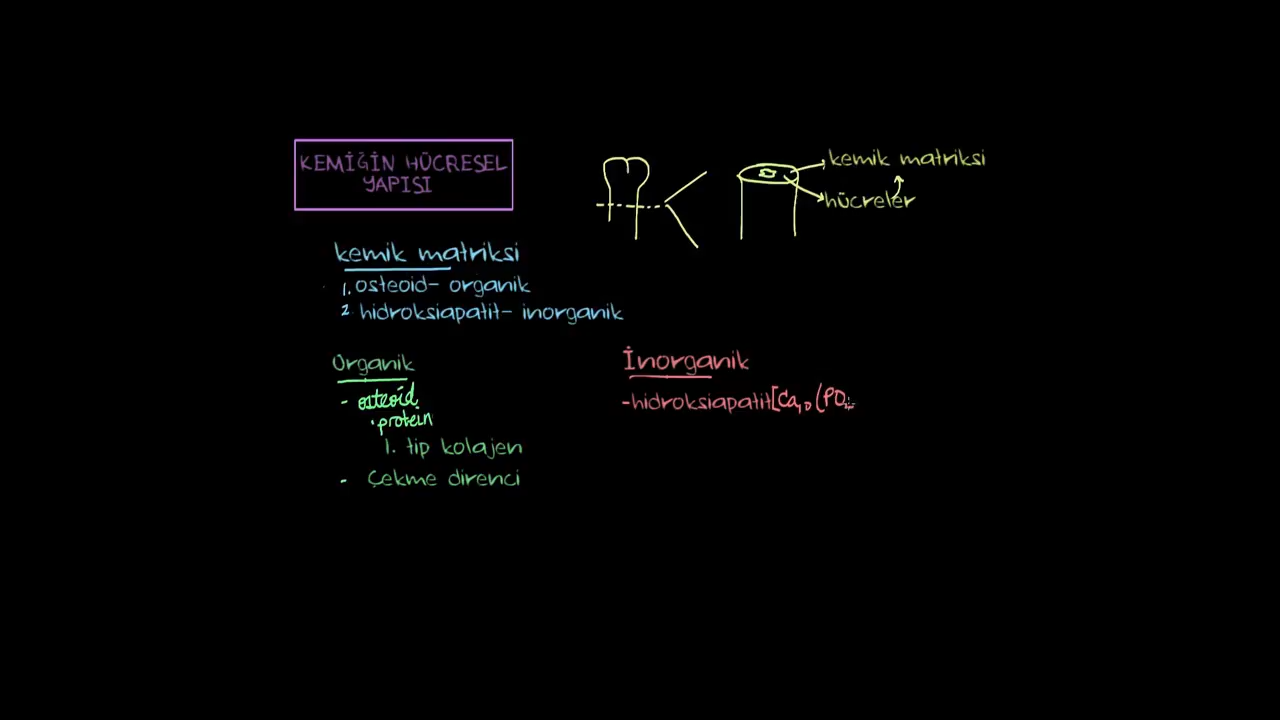 KEMİĞİN HÜCRESEL
YAPISI
kemik matriksi
hücreler
kemik matriksi
1. osteoid- organik
2. hidroksiapatit- inorganik
Organik
- osteoid
• protein
1. tip kolajen
- Çekme direnci
İnorganik
-hidroksiapatit[Ca10(PO